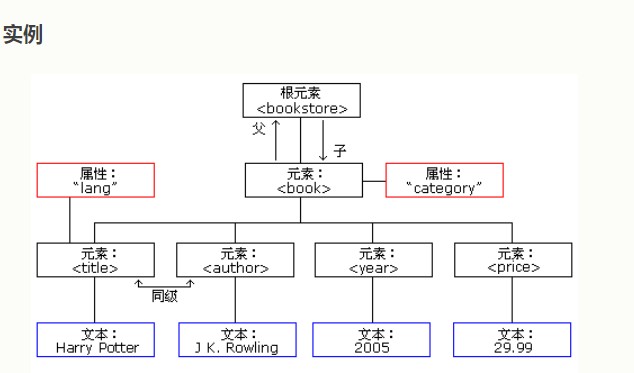 实例
根元素
<bookstore>
父
子
属性：
“lang”
元素：
<book>
属性：
“category”
元素：
<title>
元素：
<author>
元素：
<year>
元素：
<price>
同级
文本：
Harry Potter
文本：
J K. Rowling
文本：
2005
文本：
29.99